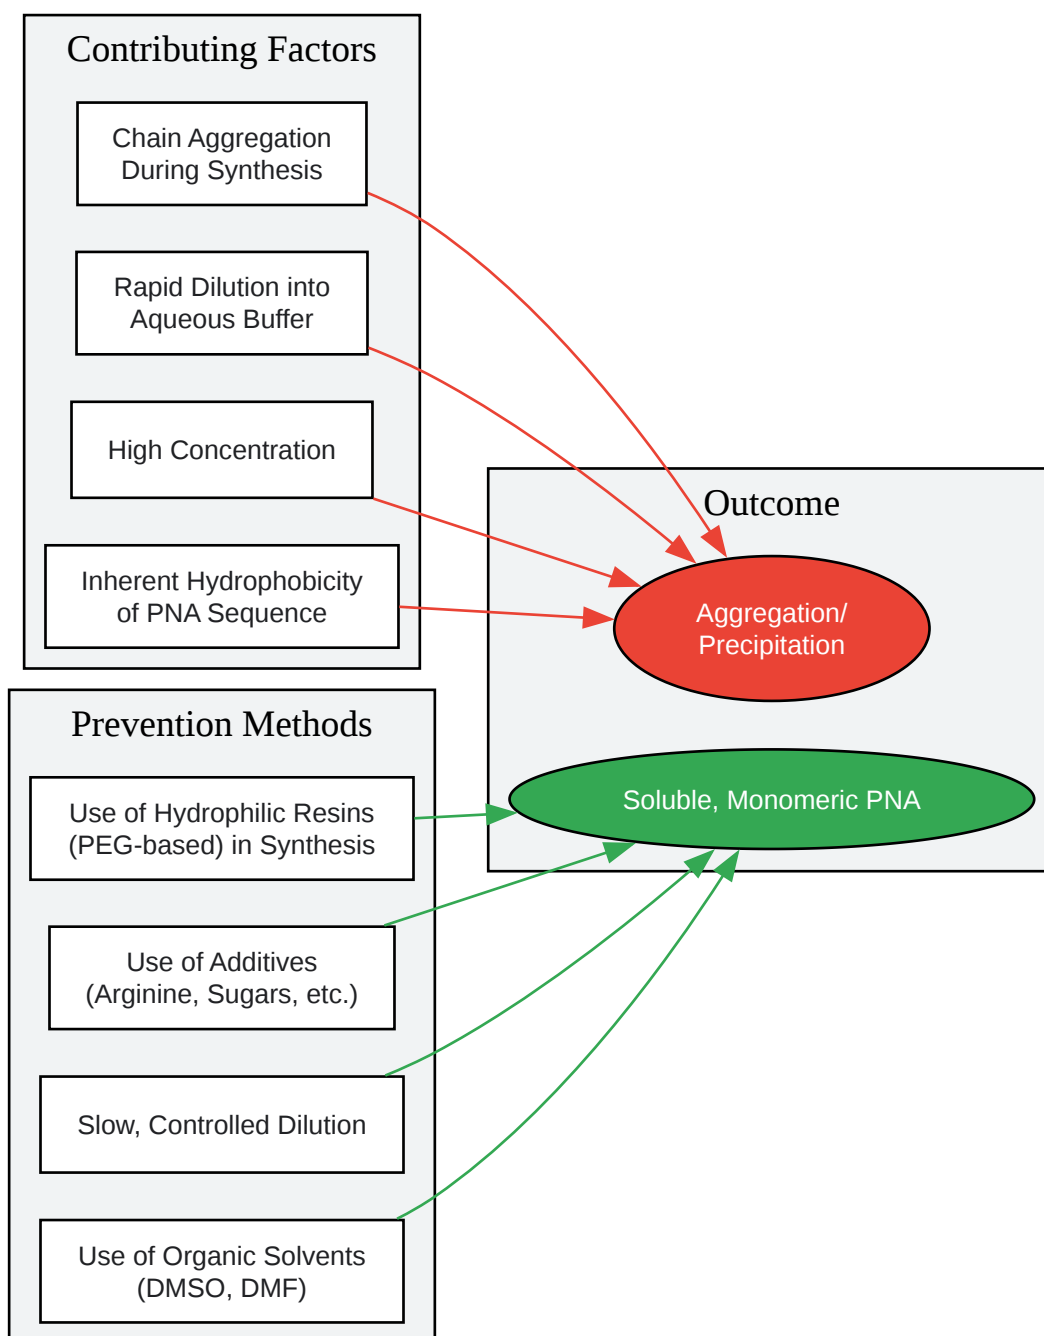 Contributing Factors
Chain Aggregation
During Synthesis
Rapid Dilution into
Aqueous Buffer
High Concentration
Inherent Hydrophobicity
of PNA Sequence
Outcome
Aggregation/
Precipitation
Soluble, Monomeric PNA
Prevention Methods
Use of Hydrophilic Resins
(PEG-based) in Synthesis
Use of Additives
(Arginine, Sugars, etc.)
Slow, Controlled Dilution
Use of Organic Solvents
(DMSO, DMF)